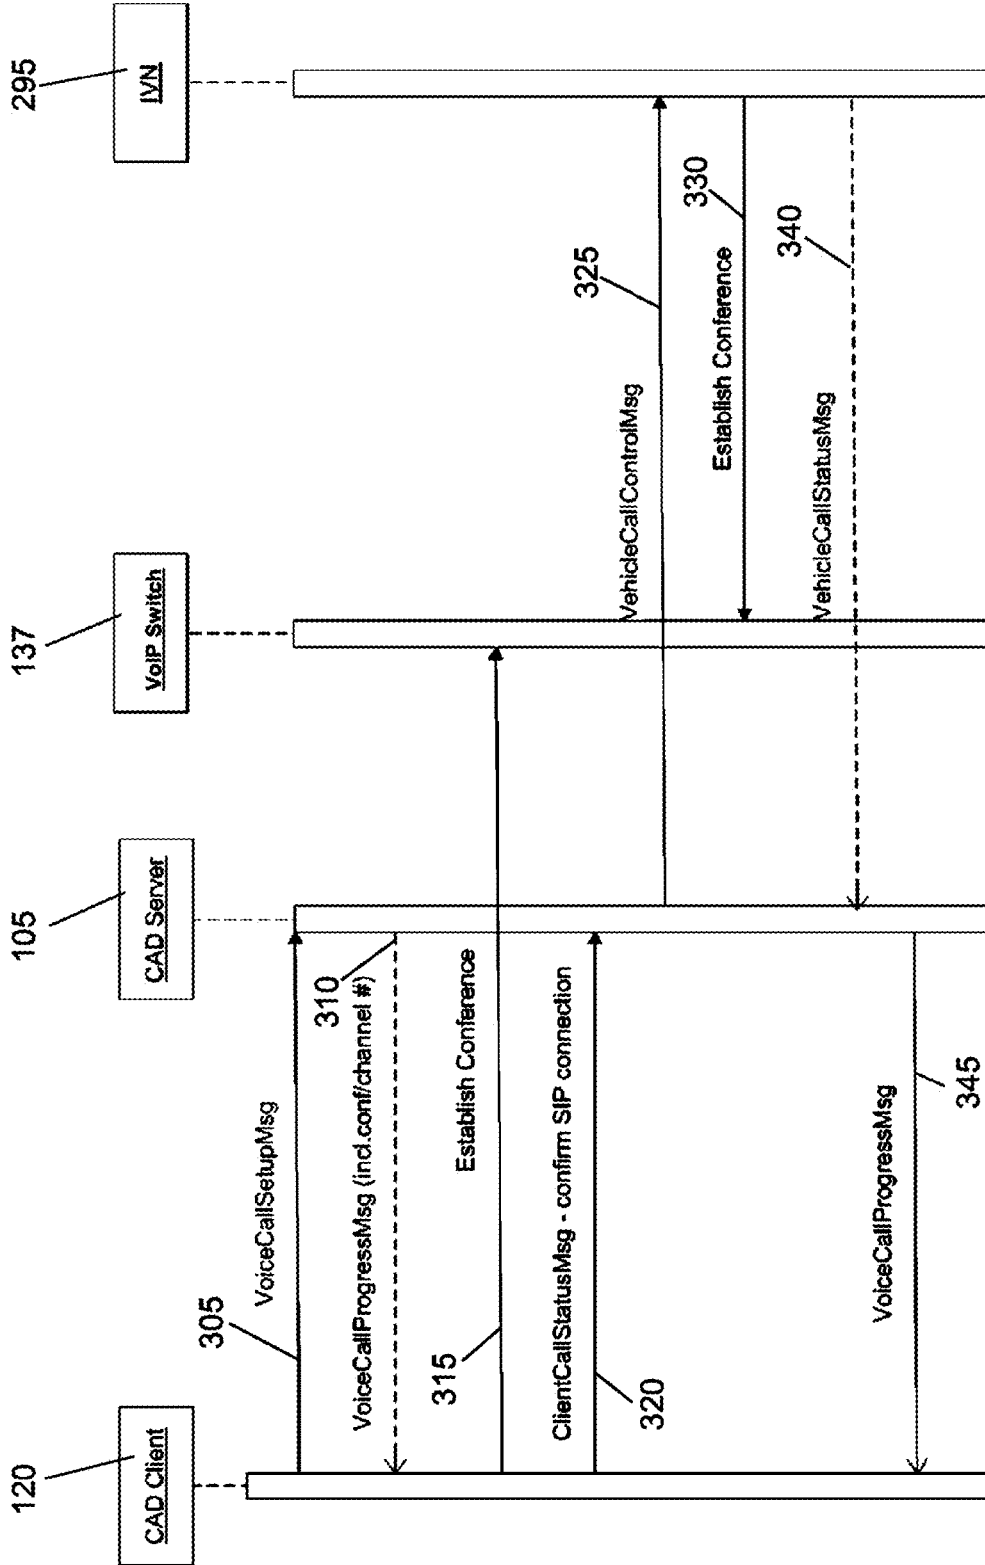 120
CAD Client
105
CAD Server
137
VoIP Switch
295
IVN
305
VoiceCallSetupMsg
VoiceCallProgressMsg (incl.conf/channel #)
310
315
Establish Conference
320
ClientCallStatusMsg - confirm SIP connection
VehicleCallControlMsg
325
Establish Conference
330
VehicleCallStatusMsg
340
VoiceCallProgressMsg
345